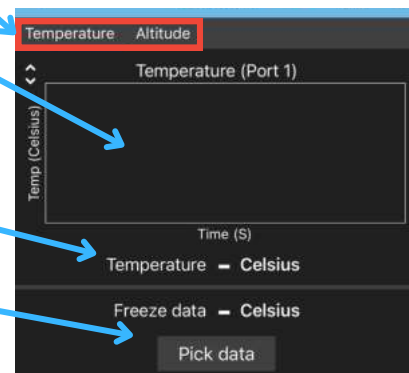 Temperature Altitude
Temperature (Port 1)
Temp (Celsius)
Time (S)
Temperature – Celsius
Freeze data – Celsius
Pick data